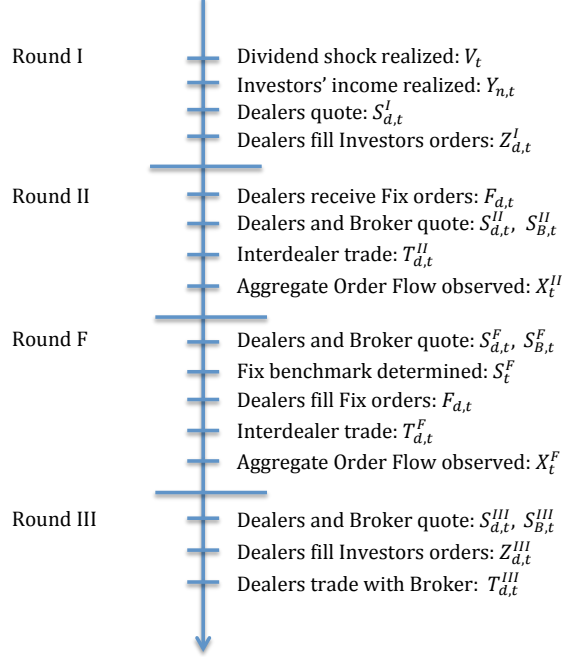 Round I
Dividend shock realized: V_t
Investors' income realized: Y_{n,t}
Dealers quote: S^I_{d,t}
Dealers fill Investors orders: Z^I_{d,t}
Round II
Dealers receive Fix orders: F_{d,t}
Dealers and Broker quote: S^{II}_{d,t}, S^{II}_{B,t}
Interdealer trade: T^{II}_{d,t}
Aggregate Order Flow observed: X^{II}_t
Round F
Dealers and Broker quote: S^F_{d,t}, S^F_{B,t}
Fix benchmark determined: S^F_t
Dealers fill Fix orders: F_{d,t}
Interdealer trade: T^F_{d,t}
Aggregate Order Flow observed: X^F_t
Round III
Dealers and Broker quote: S^{III}_{d,t}, S^{III}_{B,t}
Dealers fill Investors orders: Z^{III}_{d,t}
Dealers trade with Broker: T^{III}_{d,t}